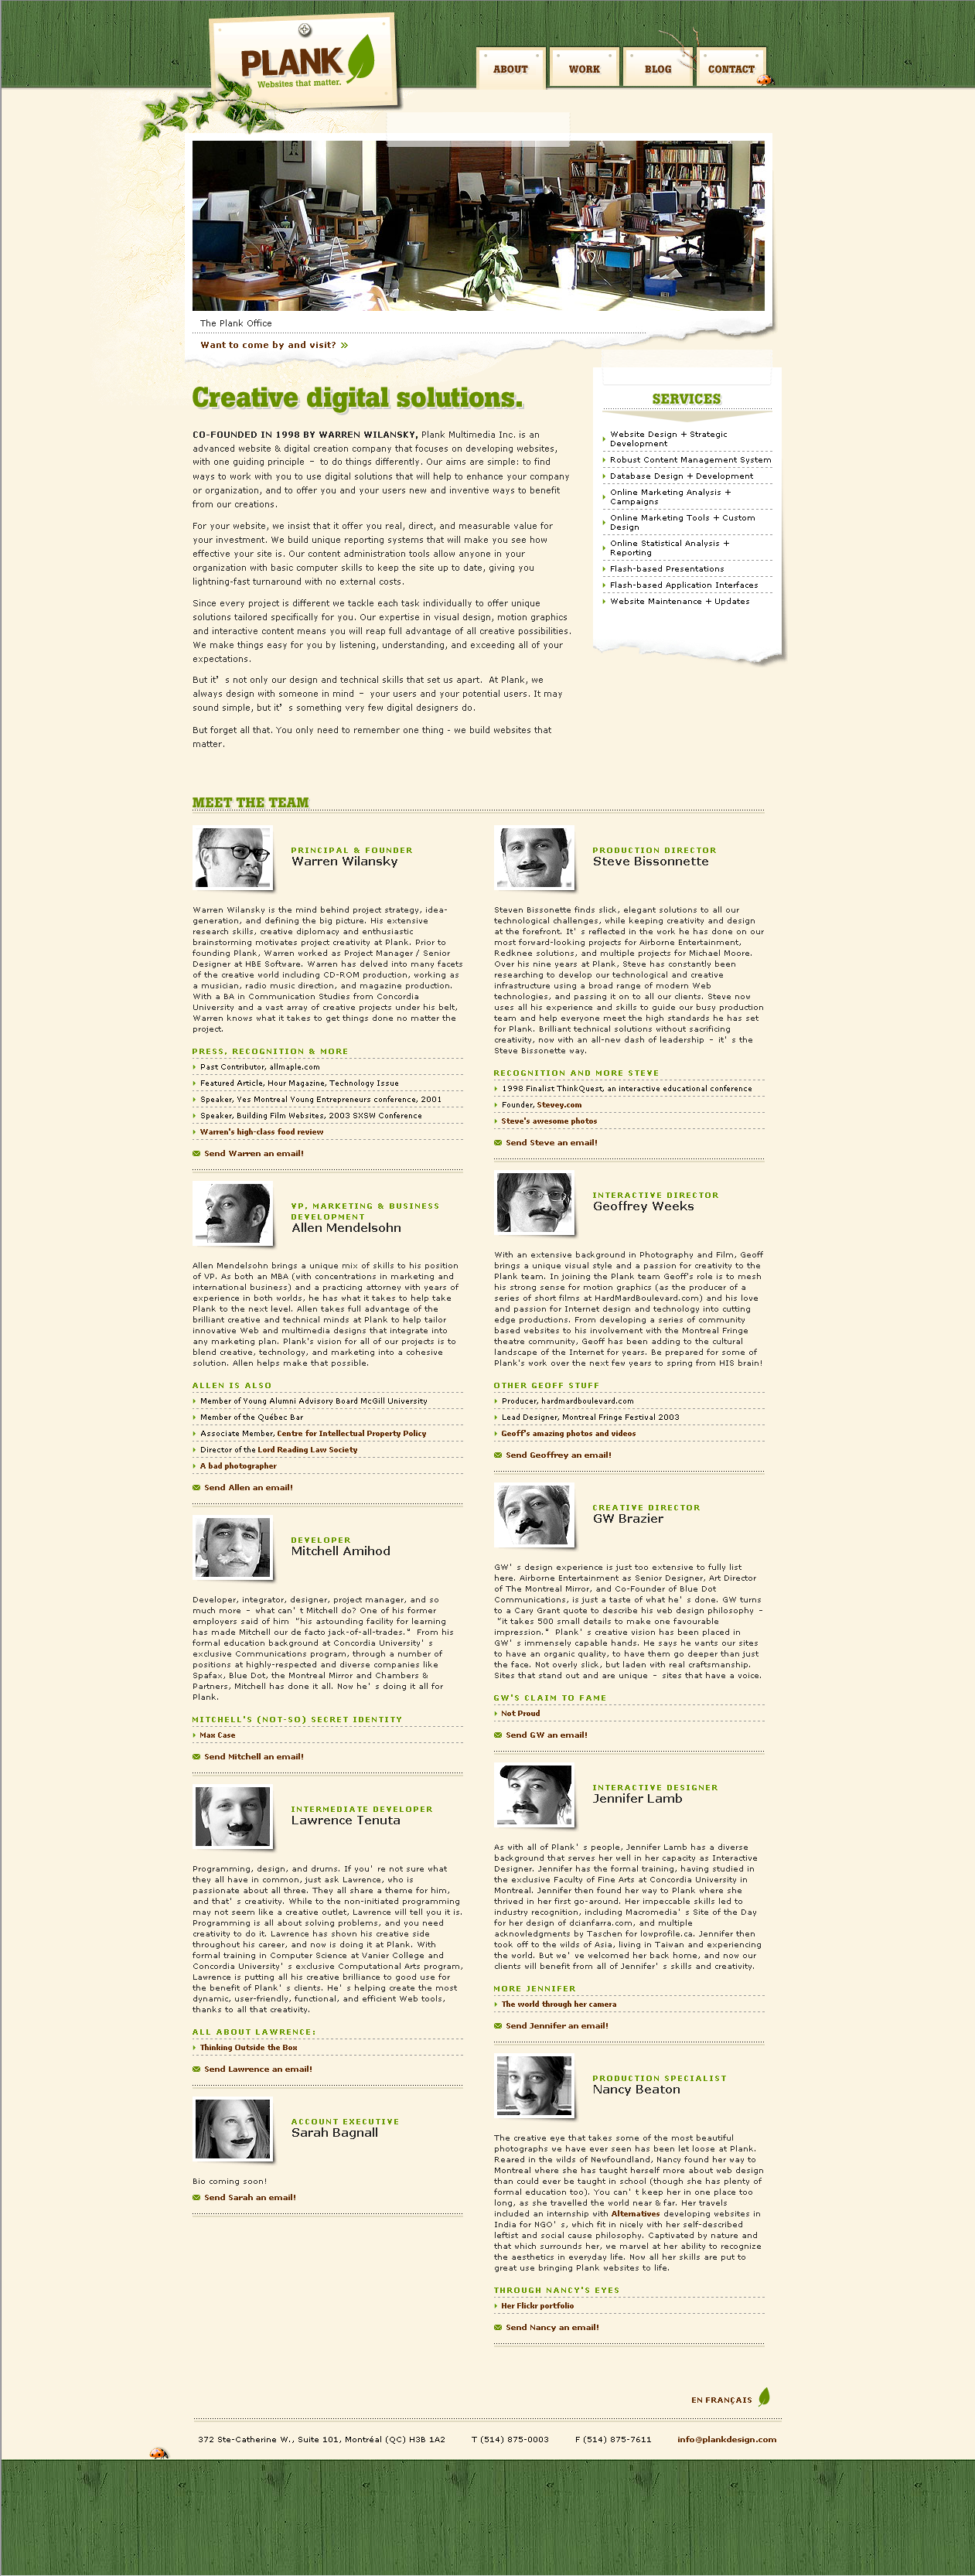 PLANK
Websites that matter.
ABOUT
WORK
BLOG
CONTACT
The Plank Office
Want to come by and visit? »
Creative digital solutions.
CO-FOUNDED IN 1998 BY WARREN WILANSKY, Plank Multimedia Inc. is an
advanced website & digital creation company that focuses on developing websites,
with one guiding principle – to do things differently. Our aims are simple: to find
ways to work with you to use digital solutions that will help to enhance your company
or organization, and to offer you and your users new and inventive ways to benefit
from our creations.
For your website, we insist that it offer you real, direct, and measurable value for
your investment. We build unique reporting systems that will make you see how
effective your site is. Our content administration tools allow anyone in your
organization with basic computer skills to keep the site up to date, giving you
lightning-fast turnaround with no external costs.
Since every project is different we tackle each task individually to offer unique
solutions tailored specifically for you. Our expertise in visual design, motion graphics
and interactive content means you will reap full advantage of all creative possibilities.
We make things easy for you by listening, understanding, and exceeding all of your
expectations.
But it’s not only our design and technical skills that set us apart. At Plank, we
always design with someone in mind – your users and your potential users. It may
sound simple, but it’s something very few digital designers do.
But forget all that. You only need to remember one thing - we build websites that
matter.
SERVICES
Website Design + Strategic
Development
Robust Content Management System
Database Design + Development
Online Marketing Analysis +
Campaigns
Online Marketing Tools + Custom
Design
Online Statistical Analysis +
Reporting
Flash-based Presentations
Flash-based Application Interfaces
Website Maintenance + Updates
MEET THE TEAM
PRINCIPAL & FOUNDER
Warren Wilansky
Warren Wilansky is the mind behind project strategy, idea-
generation, and defining the big picture. His extensive
research skills, creative diplomacy and enthusiastic
brainstorming motivates project creativity at Plank. Prior to
founding Plank, Warren worked as Project Manager / Senior
Designer at HBE Software. Warren has delved into many facets
of the creative world including CD-ROM production, working as
a musician, radio music direction, and magazine production.
With a BA in Communication Studies from Concordia
University and a vast array of creative projects under his belt,
Warren knows what it takes to get things done no matter the
project.
PRESS, RECOGNITION & MORE
Past Contributor, allmaple.com
Featured Article, Hour Magazine, Technology Issue
Speaker, Yes Montreal Young Entrepreneurs conference, 2001
Speaker, Building Film Websites, 2003 SXSW Conference
Warren's high-class food review
Send Warren an email!
VP, MARKETING & BUSINESS
DEVELOPMENT
Allen Mendelsohn
Allen Mendelsohn brings a unique mix of skills to his position
of VP. As both an MBA (with concentrations in marketing and
international business) and a practicing attorney with years of
experience in both worlds, he has what it takes to help take
Plank to the next level. Allen takes full advantage of the
brilliant creative and technical minds at Plank to help tailor
innovative Web and multimedia designs that integrate into
any marketing plan. Plank's vision for all of our projects is to
blend creative, technology, and marketing into a cohesive
solution. Allen helps make that possible.
ALLEN IS ALSO
Member of Young Alumni Advisory Board McGill University
Member of the Québec Bar
Associate Member, Centre for Intellectual Property Policy
Director of the Lord Reading Law Society
A bad photographer
Send Allen an email!
DEVELOPER
Mitchell Amihod
Developer, integrator, designer, project manager, and so
much more – what can’t Mitchell do? One of his former
employers said of him “his astounding facility for learning
has made Mitchell our de facto jack-of-all-trades.” From his
formal education background at Concordia University’s
exclusive Communications program, through a number of
positions at highly-respected and diverse companies like
Spafax, Blue Dot, the Montreal Mirror and Chambers &
Partners, Mitchell has done it all. Now he’s doing it all for
Plank.
MITCHELL'S (NOT-SO) SECRET IDENTITY
Max Case
Send Mitchell an email!
INTERMEDIATE DEVELOPER
Lawrence Tenuta
Programming, design, and drums. If you’re not sure what
they all have in common, just ask Lawrence, who is
passionate about all three. They all share a theme for him,
and that’s creativity. While to the non-initiated programming
may not seem like a creative outlet, Lawrence will tell you it is.
Programming is all about solving problems, and you need
creativity to do it. Lawrence has shown his creative side
throughout his career, and now is doing it at Plank. With
formal training in Computer Science at Vanier College and
Concordia University’s exclusive Computational Arts program,
Lawrence is putting all his creative brilliance to good use for
the benefit of Plank’s clients. He’s helping create the most
dynamic, user-friendly, functional, and efficient Web tools,
thanks to all that creativity.
ALL ABOUT LAWRENCE:
Thinking Outside the Box
Send Lawrence an email!
ACCOUNT EXECUTIVE
Sarah Bagnall
Bio coming soon!
Send Sarah an email!
PRODUCTION DIRECTOR
Steve Bissonnette
Steven Bissonette finds slick, elegant solutions to all our
technological challenges, while keeping creativity and design
at the forefront. It’s reflected in the work he has done on our
most forward-looking projects for Airborne Entertainment,
Redknee solutions, and multiple projects for Michael Moore.
Over his nine years at Plank, Steve has constantly been
researching to develop our technological and creative
infrastructure using a broad range of modern Web
technologies, and passing it on to all our clients. Steve now
uses all his experience and skills to guide our busy production
team and help everyone meet the high standards he has set
for Plank. Brilliant technical solutions without sacrificing
creativity, now with an all-new dash of leadership – it’s the
Steve Bissonette way.
RECOGNITION AND MORE STEVE
1998 Finalist ThinkQuest, an interactive educational conference
Founder, Stevey.com
Steve's awesome photos
Send Steve an email!
INTERACTIVE DIRECTOR
Geoffrey Weeks
With an extensive background in Photography and Film, Geoff
brings a unique visual style and a passion for creativity to the
Plank team. In joining the Plank team Geoff's role is to mesh
his strong sense for motion graphics (as the producer of a
series of short films at HardMardBoulevard.com) and his love
and passion for Internet design and technology into cutting
edge productions. From developing a series of community
based websites to his involvement with the Montreal Fringe
theatre community, Geoff has been adding to the cultural
landscape of the Internet for years. Be prepared for some of
Plank's work over the next few years to spring from HIS brain!
OTHER GEOFF STUFF
Producer, hardmardboulevard.com
Lead Designer, Montreal Fringe Festival 2003
Geoff's amazing photos and videos
Send Geoffrey an email!
CREATIVE DIRECTOR
GW Brazier
GW’s design experience is just too extensive to fully list
here. Airborne Entertainment as Senior Designer, Art Director
of The Montreal Mirror, and Co-Founder of Blue Dot
Communications, is just a taste of what he’s done. GW turns
to a Cary Grant quote to describe his web design philosophy –
“it takes 500 small details to make one favourable
impression.” Plank’s creative vision has been placed in
GW’s immensely capable hands. He says he wants our sites
to have an organic quality, to have them go deeper than just
the face. Not overly slick, but laden with real craftsmanship.
Sites that stand out and are unique – sites that have a voice.
GW'S CLAIM TO FAME
Not Proud
Send GW an email!
INTERACTIVE DESIGNER
Jennifer Lamb
As with all of Plank’s people, Jennifer Lamb has a diverse
background that serves her well in her capacity as Interactive
Designer. Jennifer has the formal training, having studied in
the exclusive Faculty of Fine Arts at Concordia University in
Montreal. Jennifer then found her way to Plank where she
thrived in her first go-around. Her impeccable skills led to
industry recognition, including Macromedia’s Site of the Day
for her design of dcianfarra.com, and multiple
acknowledgments by Taschen for lowprofile.ca. Jennifer then
took off to the wilds of Asia, living in Taiwan and experiencing
the world. But we’ve welcomed her back home, and now our
clients will benefit from all of Jennifer’s skills and creativity.
MORE JENNIFER
The world through her camera
Send Jennifer an email!
PRODUCTION SPECIALIST
Nancy Beaton
The creative eye that takes some of the most beautiful
photographs we have ever seen has been let loose at Plank.
Reared in the wilds of Newfoundland, Nancy found her way to
Montreal where she has taught herself more about web design
than could ever be taught in school (though she has plenty of
formal education too). You can’t keep her in one place too
long, as she travelled the world near & far. Her travels
included an internship with Alternatives developing websites in
India for NGO’s, which fit in nicely with her self-described
leftist and social cause philosophy. Captivated by nature and
that which surrounds her, we marvel at her ability to recognize
the aesthetics in everyday life. Now all her skills are put to
great use bringing Plank websites to life.
THROUGH NANCY'S EYES
Her Flickr portfolio
Send Nancy an email!
EN FRANÇAIS
372 Ste-Catherine W., Suite 101, Montréal (QC) H3B 1A2
T (514) 875-0003
F (514) 875-7611
info@plankdesign.com